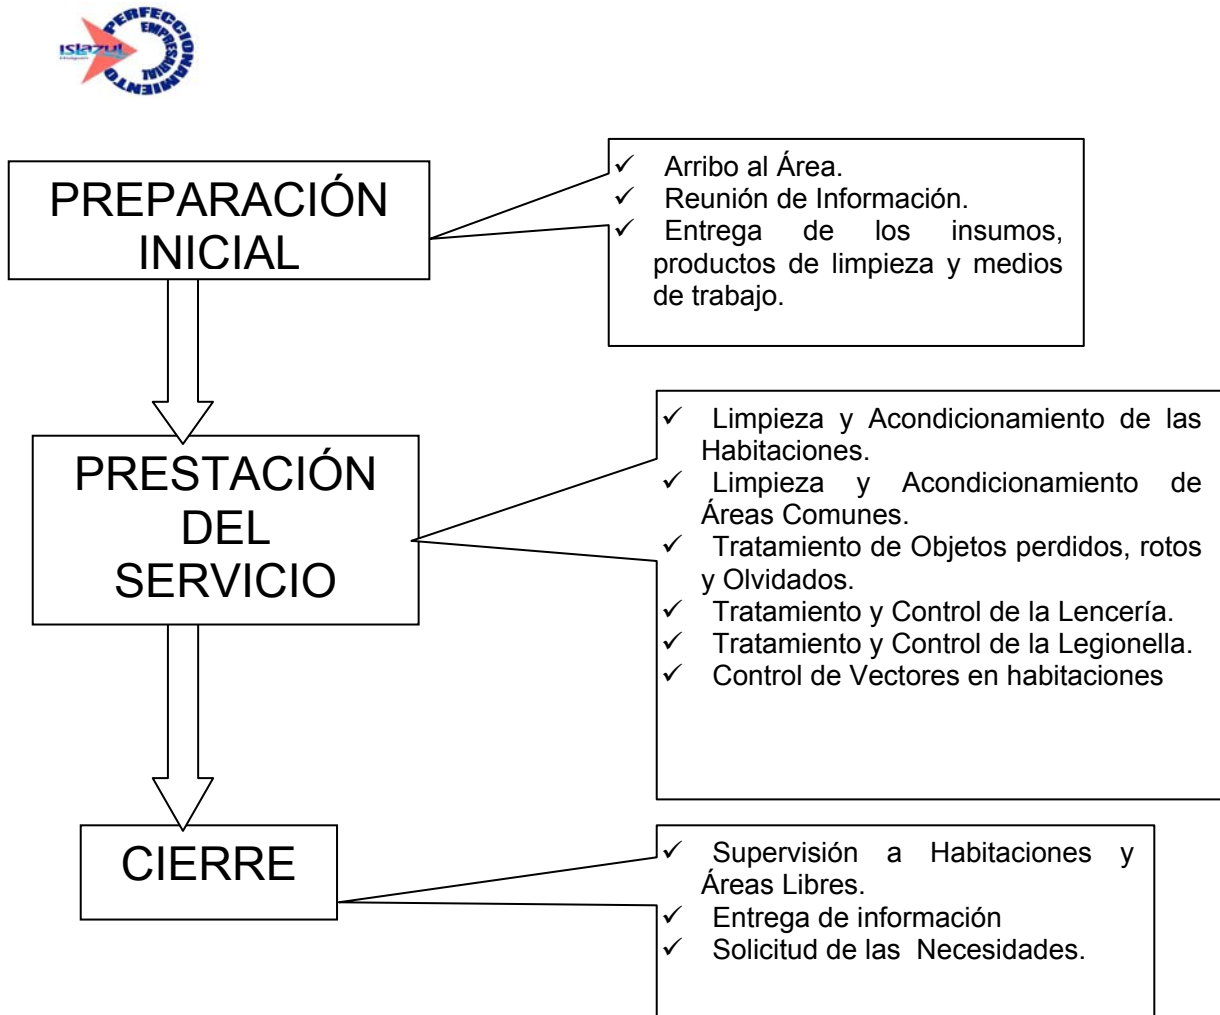 PERFECCIONAMIENTO
EMPRESARIAL
ISLAZUL
PREPARACIÓN
INICIAL
✓ Arribo al Área.
✓ Reunión de Información.
✓ Entrega de los insumos,
productos de limpieza y medios
de trabajo.
PRESTACIÓN
DEL
SERVICIO
✓ Limpieza y Acondicionamiento de las
Habitaciones.
✓ Limpieza y Acondicionamiento de
Áreas Comunes.
✓ Tratamiento de Objetos perdidos, rotos
y Olvidados.
✓ Tratamiento y Control de la Lencería.
✓ Tratamiento y Control de la Legionella.
✓ Control de Vectores en habitaciones
CIERRE
✓ Supervisión a Habitaciones y
Áreas Libres.
✓ Entrega de información
✓ Solicitud de las Necesidades.